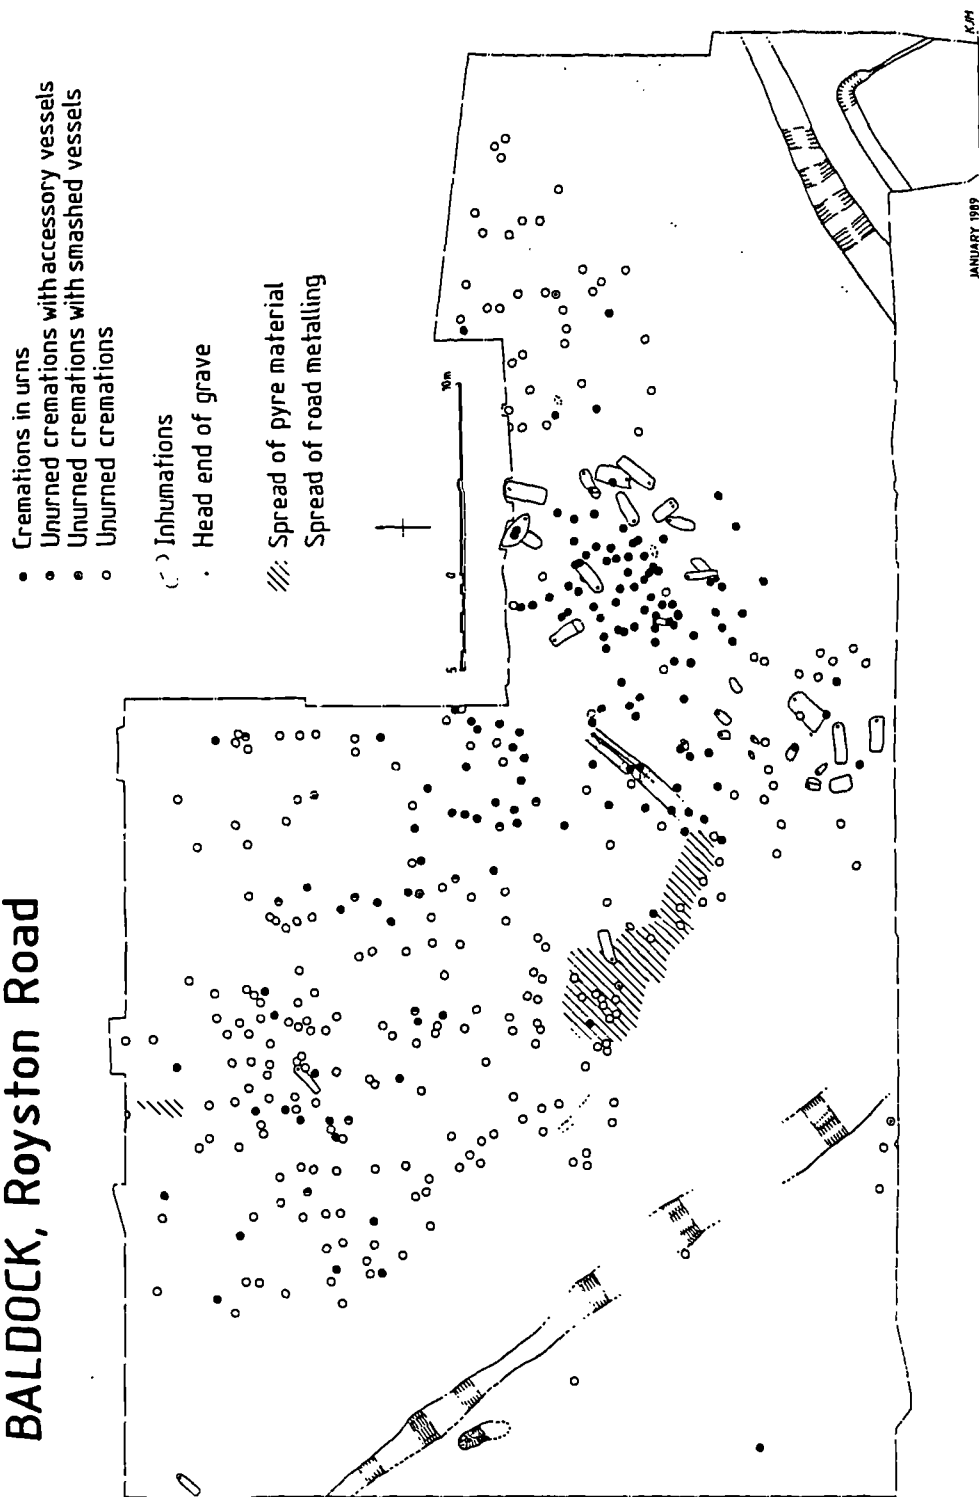 BALDOCK, Royston Road
Cremations in urns
Unurned cremations with accessory vessels
Unurned cremations with smashed vessels
Unurned cremations
Inhumations
Head end of grave
Spread of pyre material
Spread of road metalling
5 0 10m
JANUARY 1989 KJM